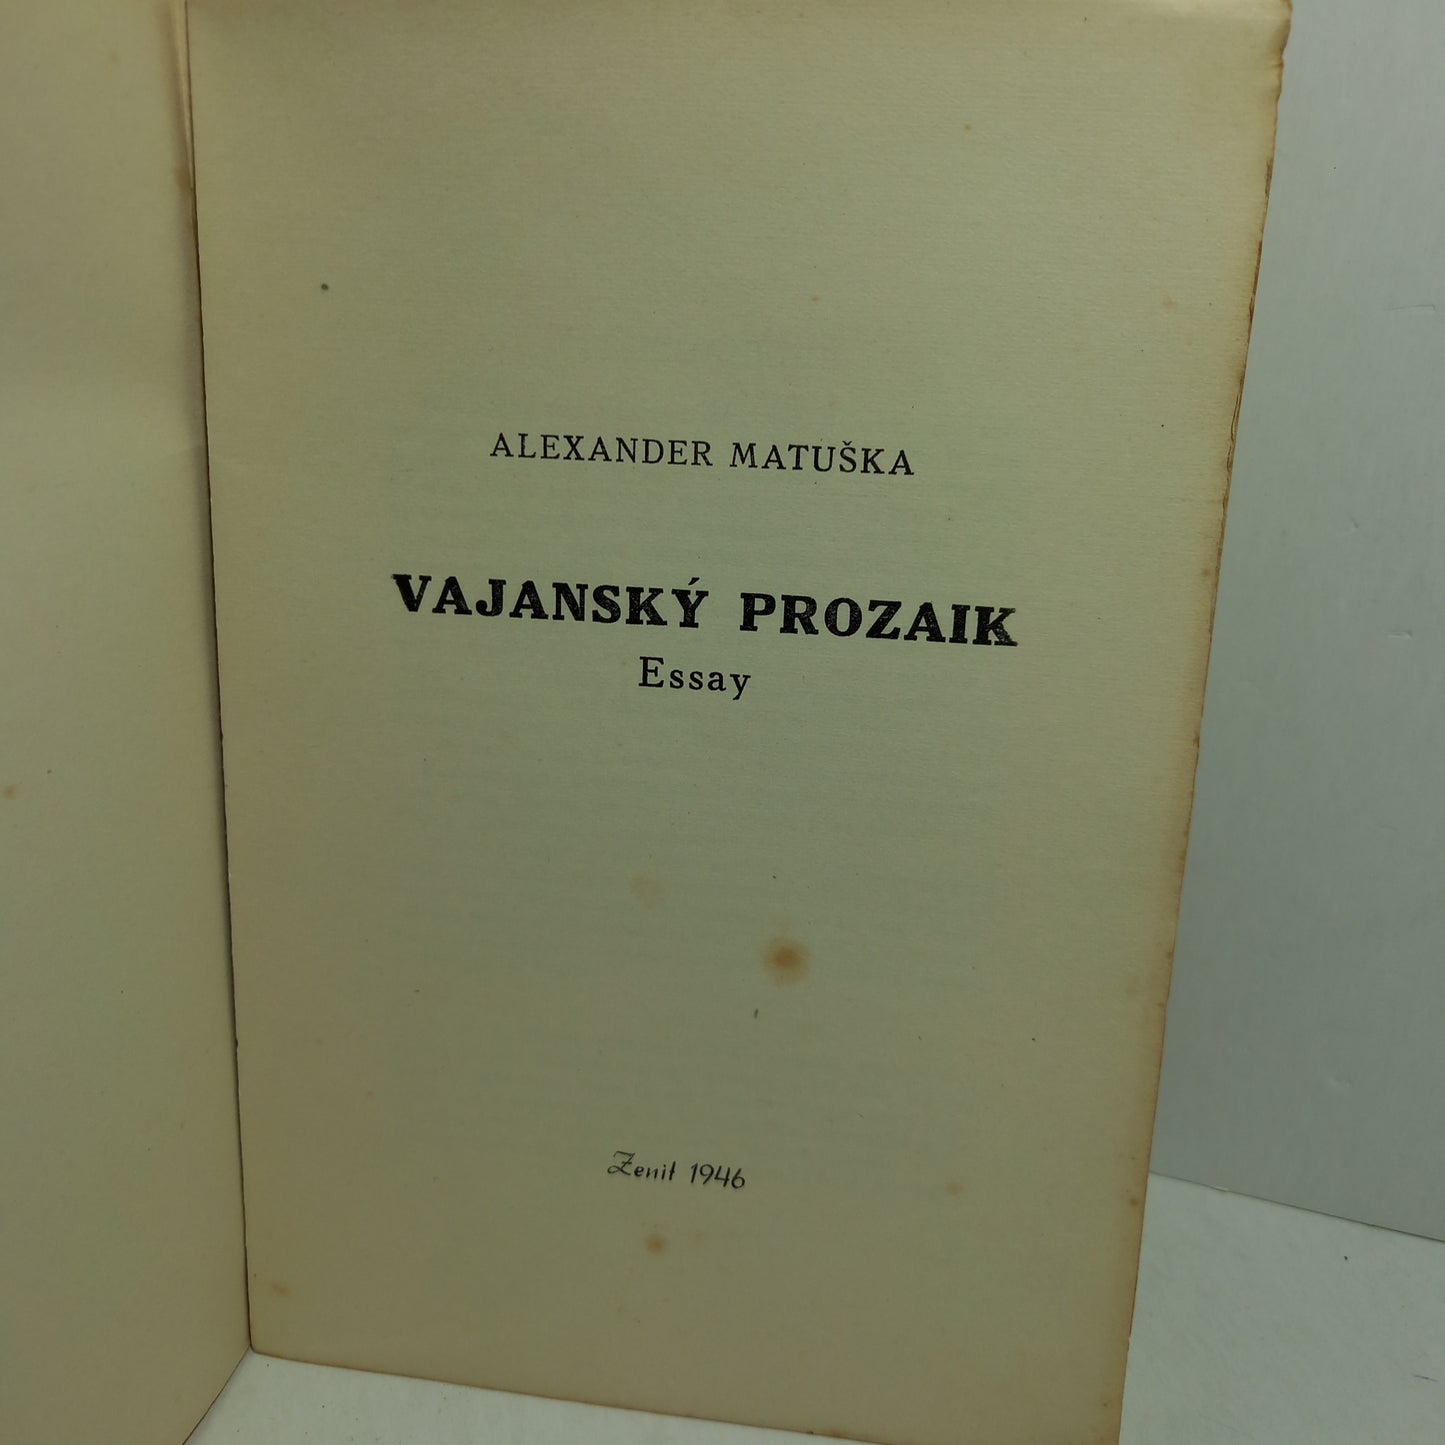 ALEXANDER MATUŠKA
VAJANSKÝ PROZAIK
Essay
Zenit 1946